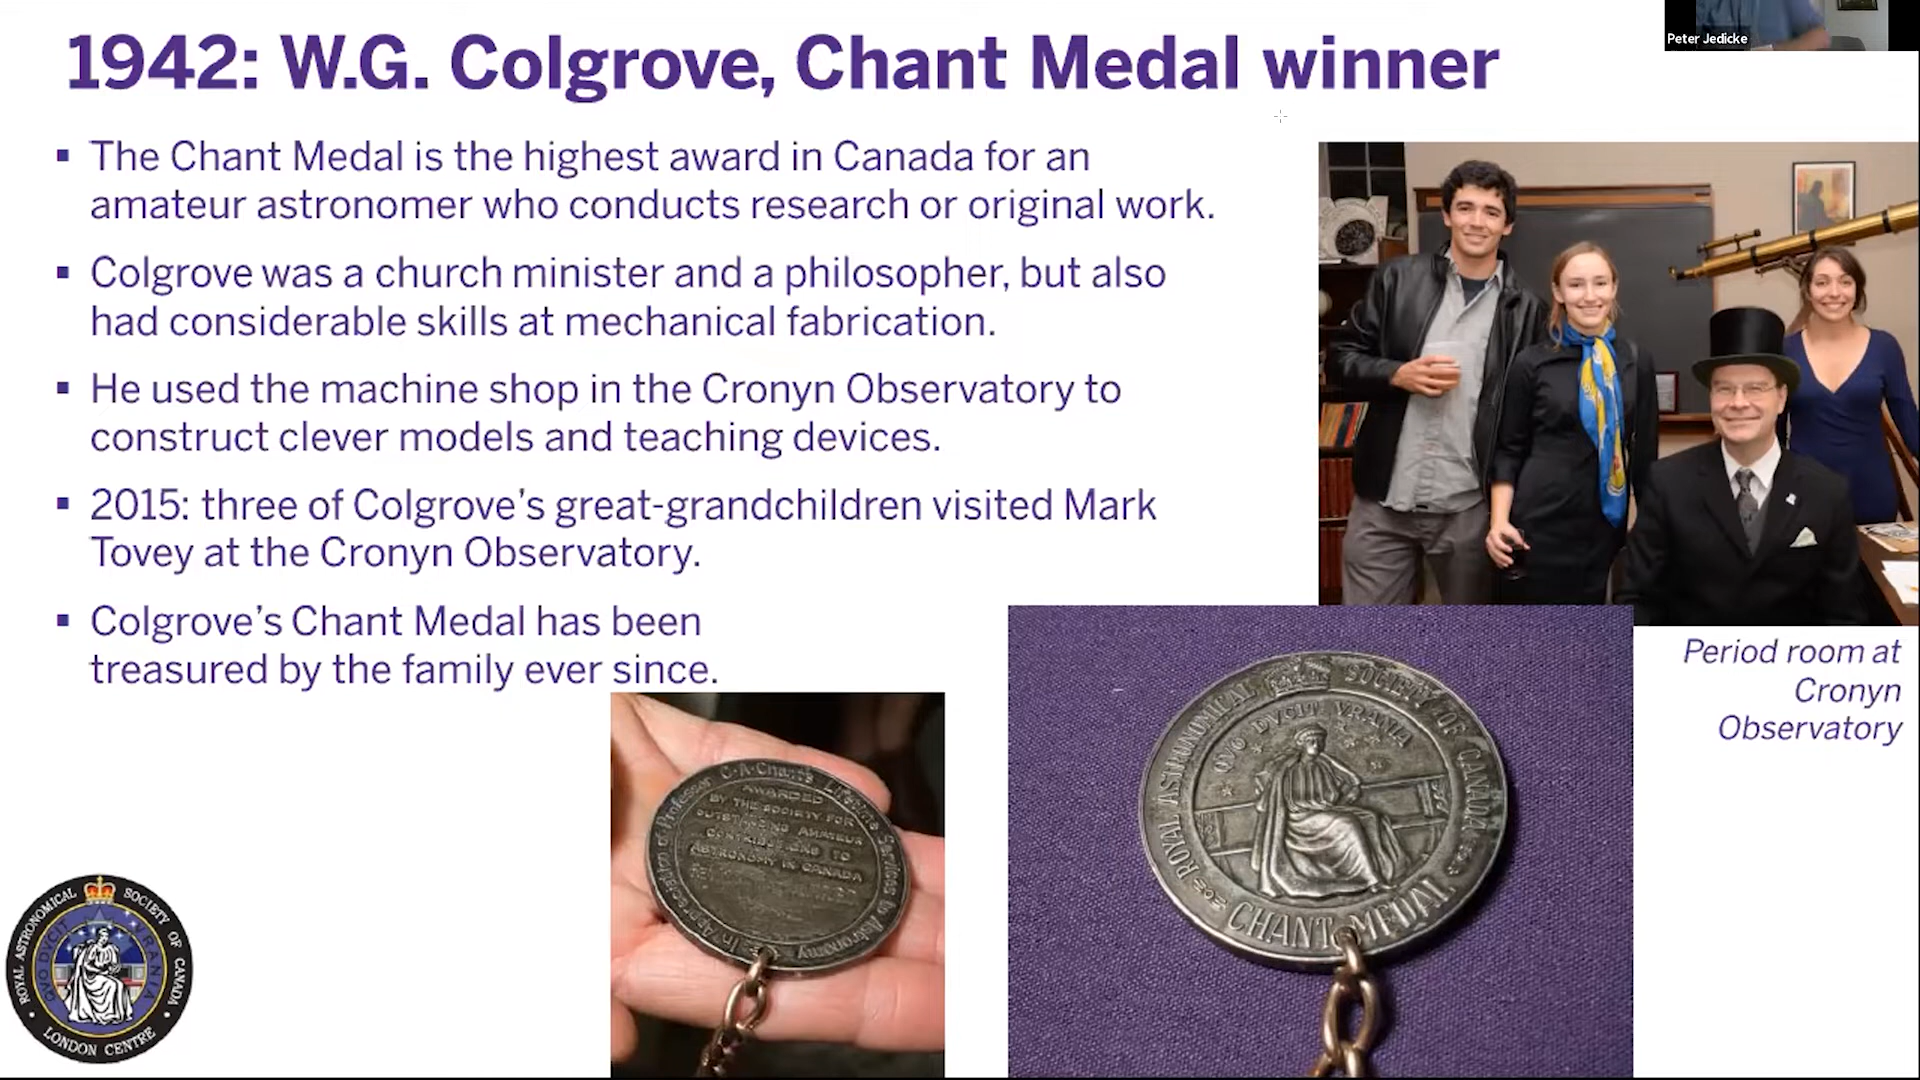 1942: W.G. Colgrove, Chant Medal winner
Peter Jedicke
▪ The Chant Medal is the highest award in Canada for an
amateur astronomer who conducts research or original work.
▪ Colgrove was a church minister and a philosopher, but also
had considerable skills at mechanical fabrication.
▪ He used the machine shop in the Cronyn Observatory to
construct clever models and teaching devices.
▪ 2015: three of Colgrove’s great-grandchildren visited Mark
Tovey at the Cronyn Observatory.
▪ Colgrove’s Chant Medal has been
treasured by the family ever since.
Period room at
Cronyn
Observatory
In Appreciation of Professor C·A·Chant's Lifetime Services to Astronomy
AWARDED
BY THE SOCIETY FOR
OUTSTANDING AMATEUR
CONTRIBUTIONS TO
ASTRONOMY IN CANADA
ROYAL ASTRONOMICAL SOCIETY OF CANADA
QVO DVCIT VRANIA
CHANT MEDAL
ROYAL ASTRONOMICAL SOCIETY OF CANADA
QVO DVCIT VRANIA
LONDON CENTRE